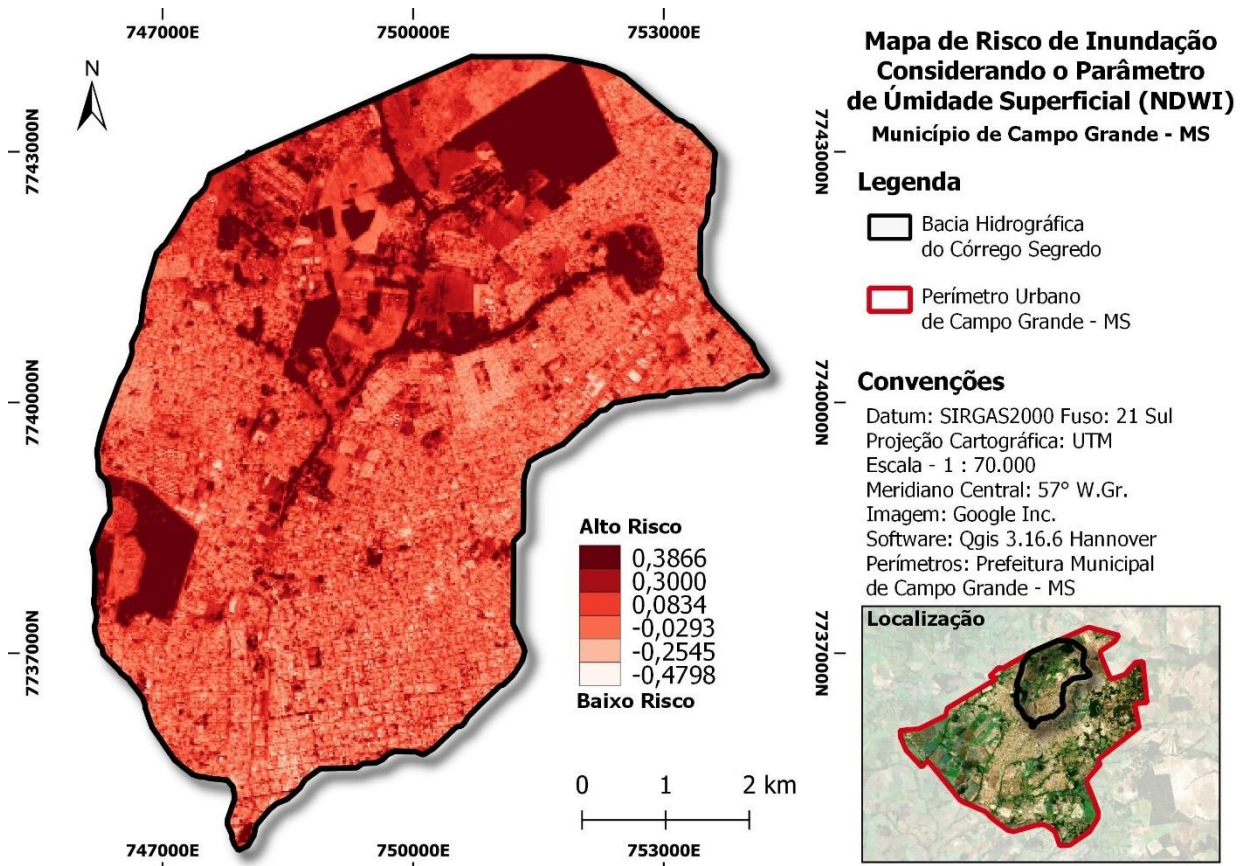 747000E
750000E
753000E
N
7743000N
7740000N
7737000N
Alto Risco
0,3866
0,3000
0,0834
-0,0293
-0,2545
-0,4798
Baixo Risco
0 1 2 km
747000E
750000E
753000E
7743000N
7740000N
7737000N
Mapa de Risco de Inundação
Considerando o Parâmetro
de Úmidade Superficial (NDWI)
Município de Campo Grande - MS
Legenda
Bacia Hidrográfica
do Córrego Segredo
Perímetro Urbano
de Campo Grande - MS
Convenções
Datum: SIRGAS2000 Fuso: 21 Sul
Projeção Cartográfica: UTM
Escala - 1 : 70.000
Meridiano Central: 57° W.Gr.
Imagem: Google Inc.
Software: Qgis 3.16.6 Hannover
Perímetros: Prefeitura Municipal
de Campo Grande - MS
Localização